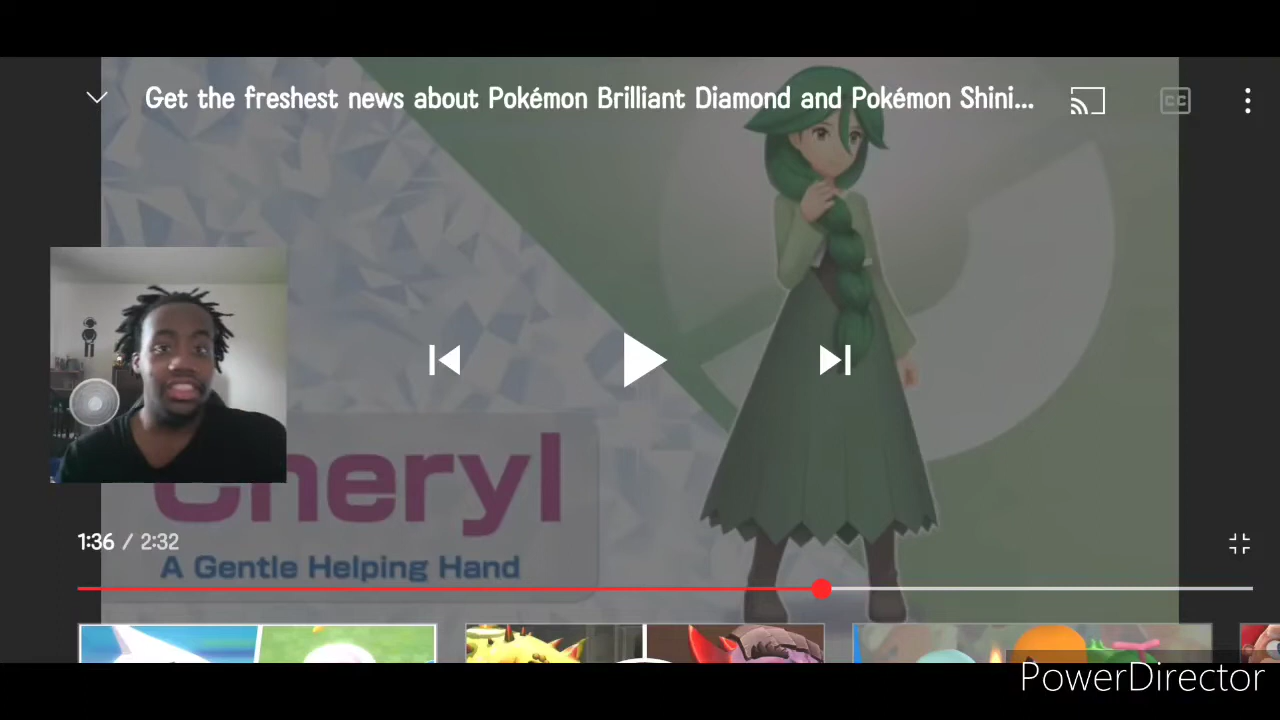 Get the freshest news about Pokémon Brilliant Diamond and Pokémon Shini...
CC
Cheryl
1:36 / 2:32
A Gentle Helping Hand
PowerDirector